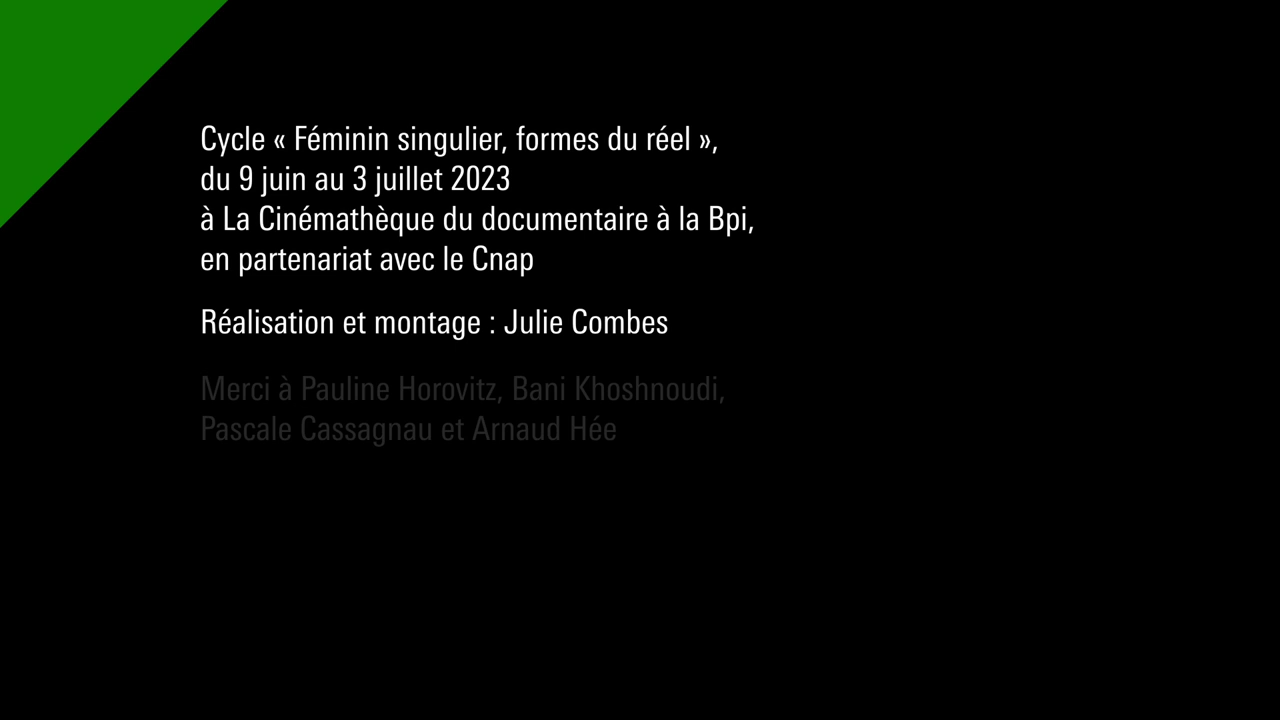 Cycle « Féminin singulier, formes du réel »,
du 9 juin au 3 juillet 2023
à La Cinémathèque du documentaire à la Bpi,
en partenariat avec le Cnap
Réalisation et montage : Julie Combes
Merci à Pauline Horovitz, Bani Khoshnoudi,
Pascale Cassagnau et Arnaud Hée